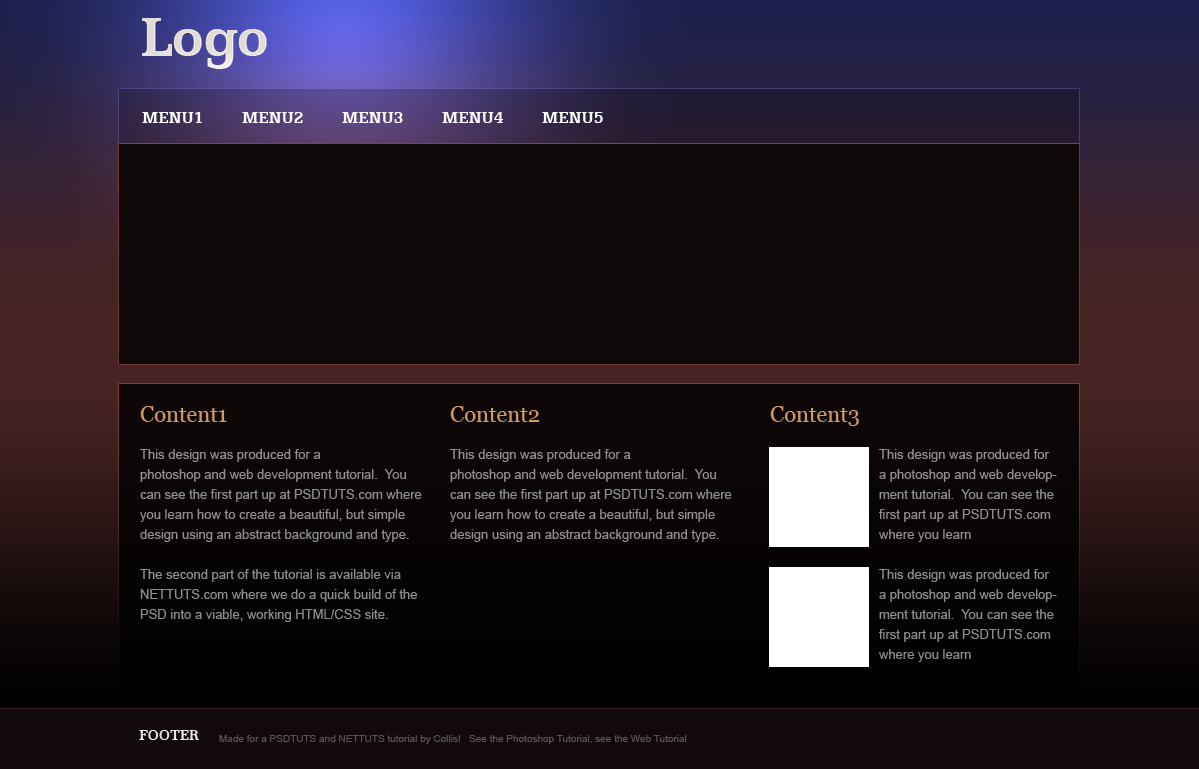 Logo
MENU1 MENU2 MENU3 MENU4 MENU5
Content1
This design was produced for a
photoshop and web development tutorial. You
can see the first part up at PSDTUTS.com where
you learn how to create a beautiful, but simple
design using an abstract background and type.
The second part of the tutorial is available via
NETTUTS.com where we do a quick build of the
PSD into a viable, working HTML/CSS site.
Content2
This design was produced for a
photoshop and web development tutorial. You
can see the first part up at PSDTUTS.com where
you learn how to create a beautiful, but simple
design using an abstract background and type.
Content3
This design was produced for
a photoshop and web develop-
ment tutorial. You can see the
first part up at PSDTUTS.com
where you learn
This design was produced for
a photoshop and web develop-
ment tutorial. You can see the
first part up at PSDTUTS.com
where you learn
FOOTER Made for a PSDTUTS and NETTUTS tutorial by Collis! See the Photoshop Tutorial, see the Web Tutorial